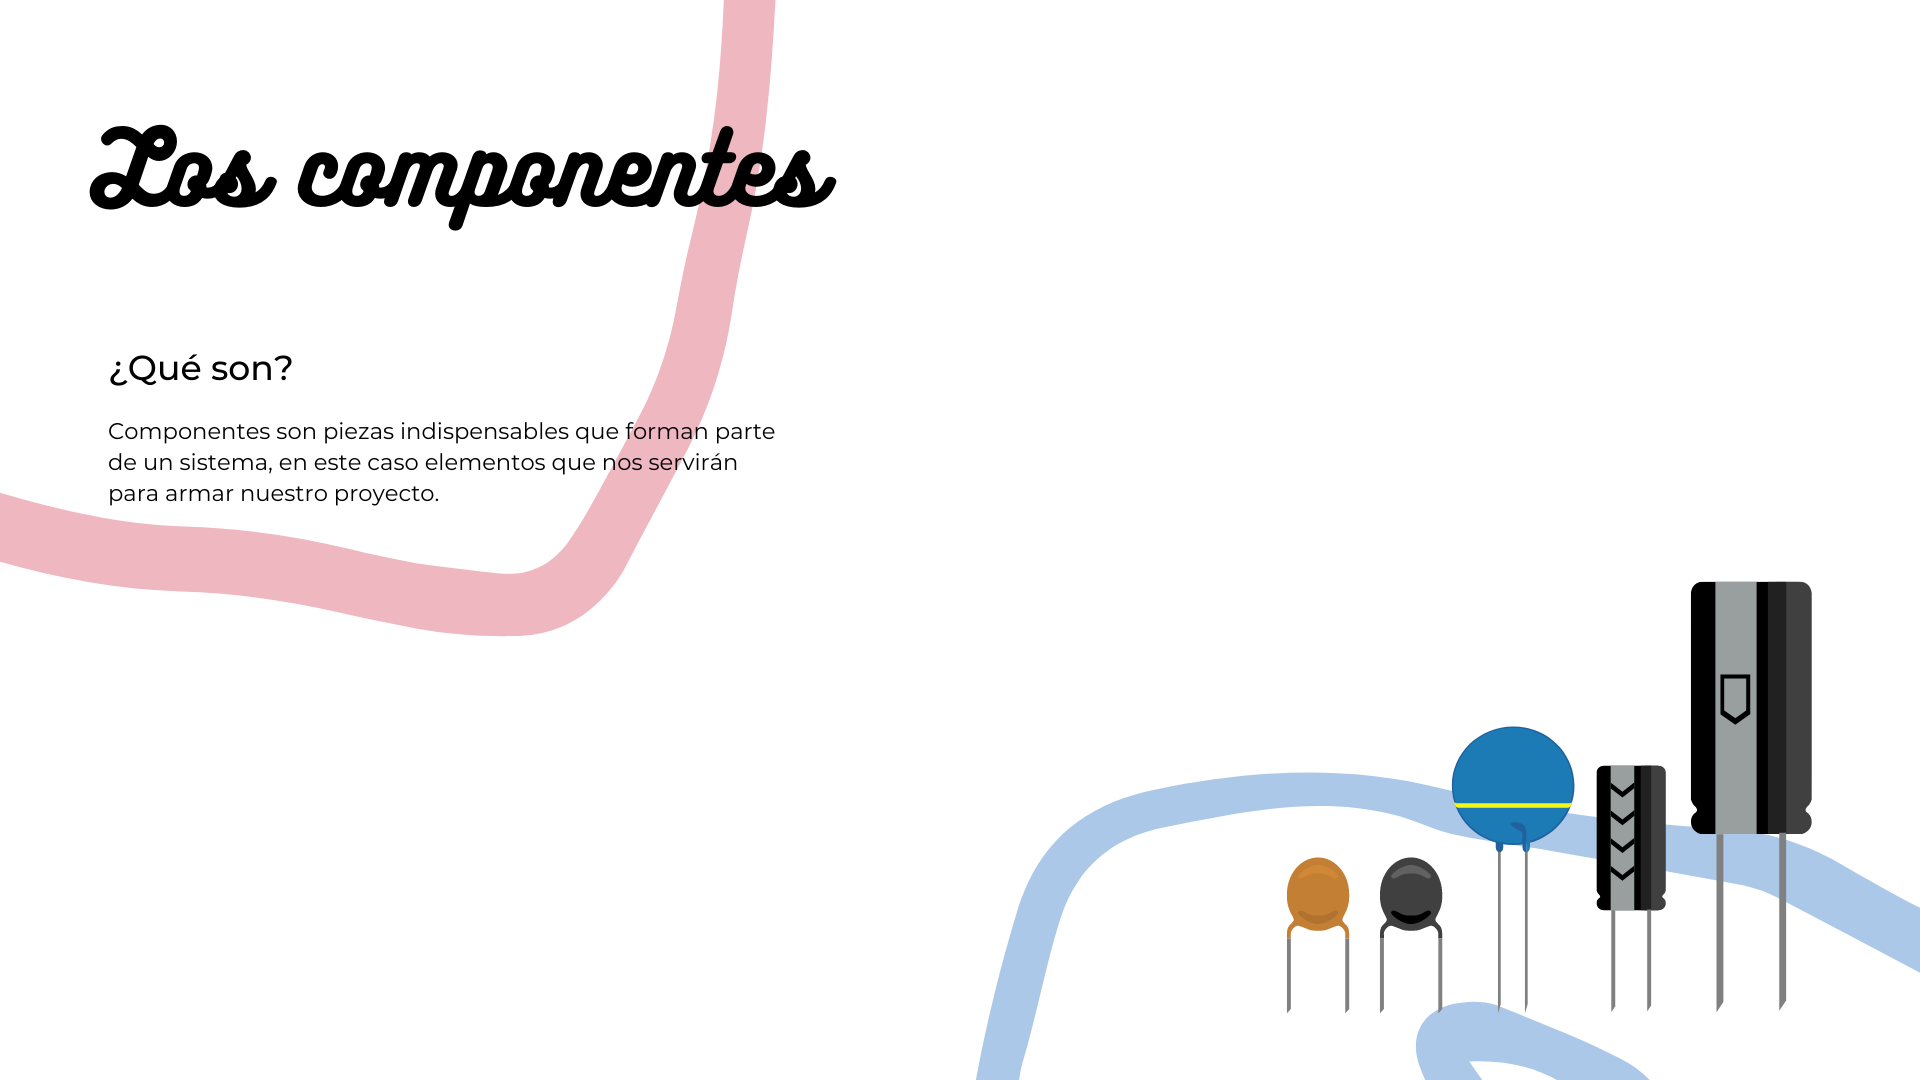 Los componentes
¿Qué son?
Componentes son piezas indispensables que forman parte
de un sistema, en este caso elementos que nos servirán
para armar nuestro proyecto.